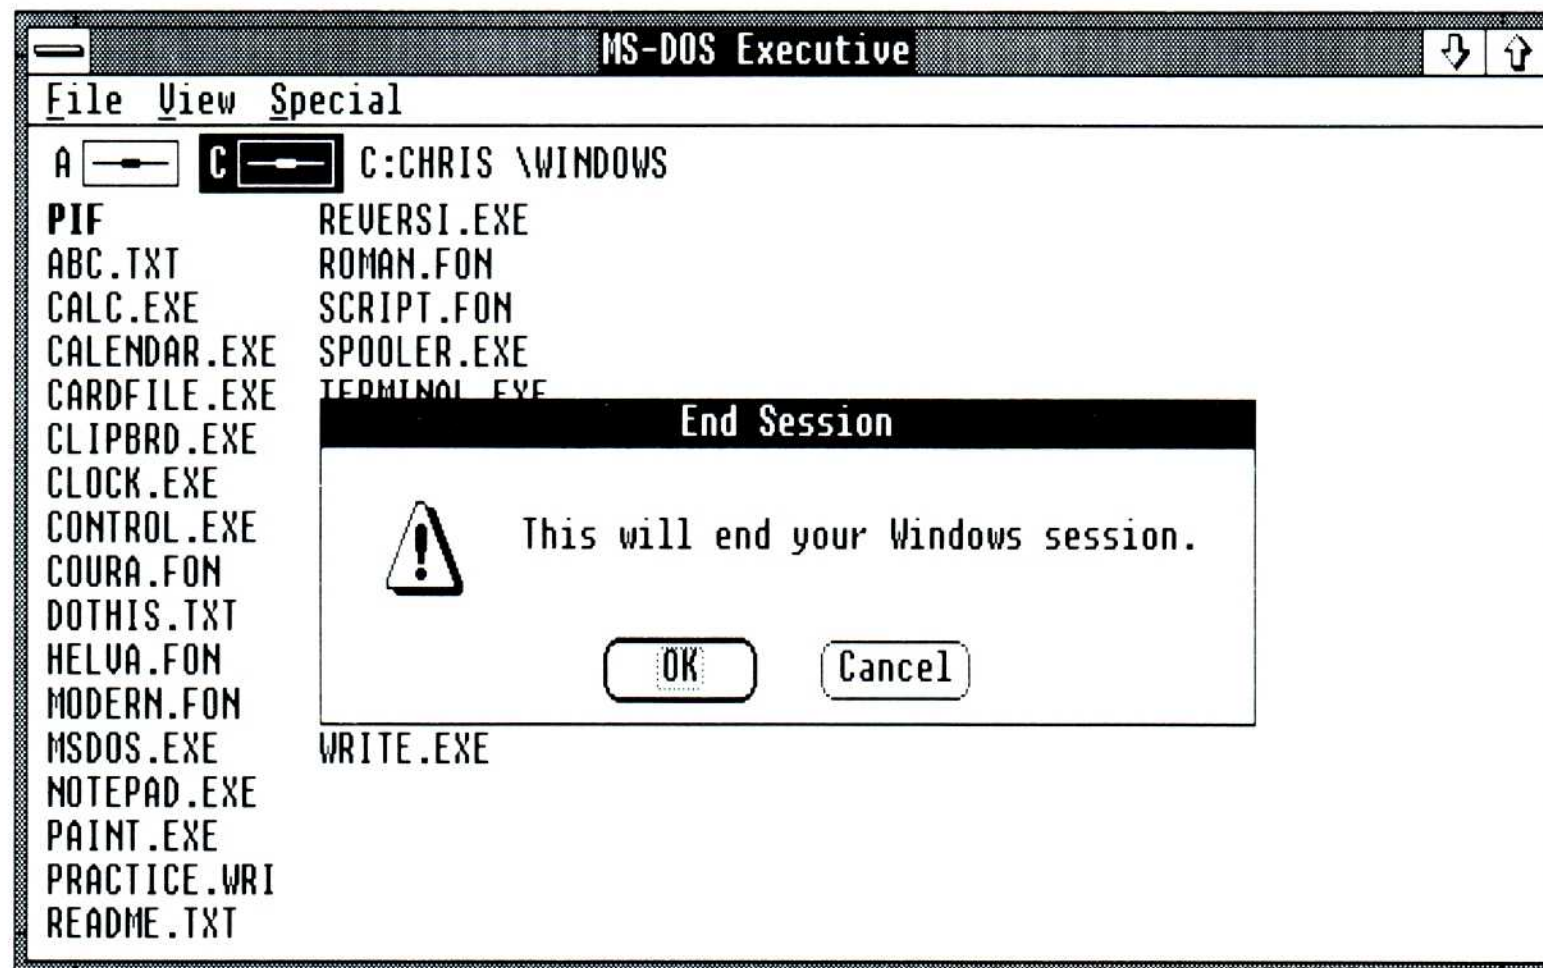 MS-DOS Executive
File View Special
A C C:CHRIS \WINDOWS
PIF REVERSI.EXE
ABC.TXT ROMAN.FON
CALC.EXE SCRIPT.FON
CALENDAR.EXE SPOOLER.EXE
CARDFILE.EXE TERMINAL.EXE
End Session
CLIPBRD.EXE
CLOCK.EXE
CONTROL.EXE This will end your Windows session.
COURA.FON
DOTHIS.TXT
HELVA.FON OK Cancel
MODERN.FON
MSDOS.EXE WRITE.EXE
NOTEPAD.EXE
PAINT.EXE
PRACTICE.WRI
README.TXT